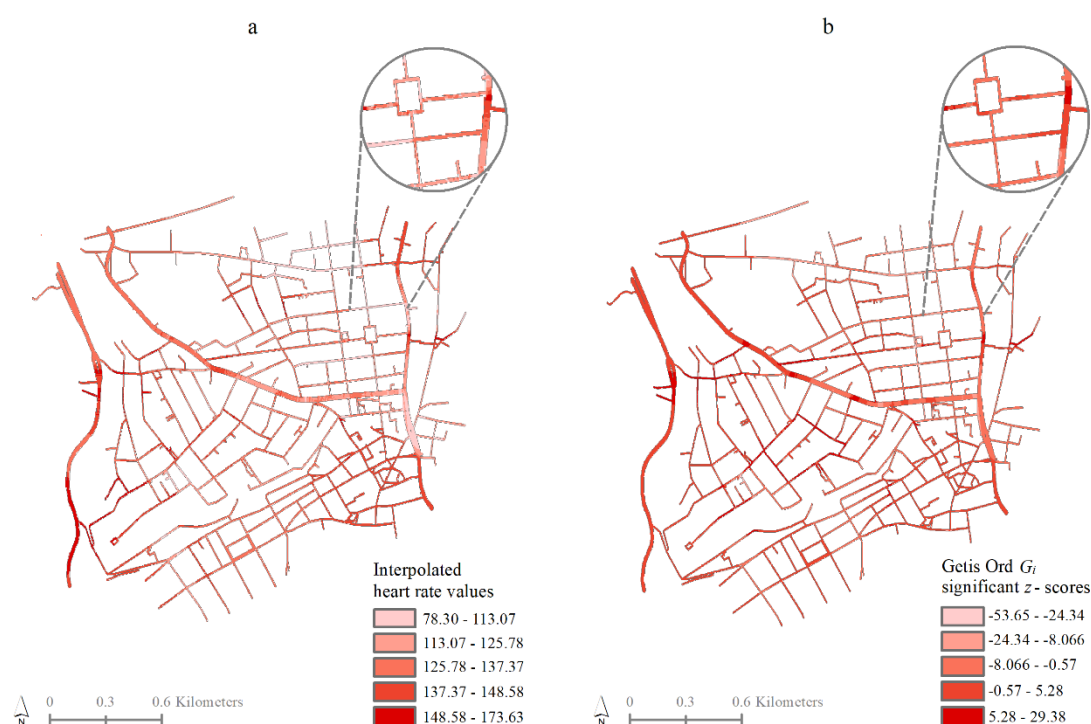 a
b
Interpolated
heart rate values
78.30 - 113.07
113.07 - 125.78
125.78 - 137.37
137.37 - 148.58
148.58 - 173.63
N
0 0.3 0.6 Kilometers
Getis Ord Gi
significant z - scores
-53.65 - -24.34
-24.34 - -8.066
-8.066 - -0.57
-0.57 - 5.28
5.28 - 29.38
N
0 0.3 0.6 Kilometers